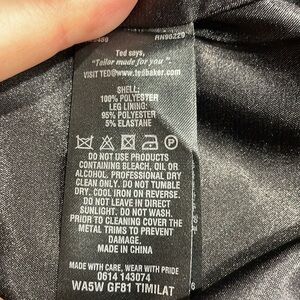 RN95229
Ted says,
"Tailor made for you".
VISIT TED@www.tedbaker.com
SHELL:
100% POLYESTER
LEG LINING:
95% POLYESTER
5% ELASTANE
DO NOT USE PRODUCTS
CONTAINING BLEACH, OIL OR
ALCOHOL. PROFESSIONAL DRY
CLEAN ONLY. DO NOT TUMBLE
DRY. COOL IRON ON REVERSE.
DO NOT LEAVE IN DIRECT
SUNLIGHT. DO NOT WASH.
PRIOR TO CLEANING COVER THE
METAL TRIMS TO PREVENT
DAMAGE.
MADE IN CHINA
MADE WITH CARE, WEAR WITH PRIDE
0614 143074
WA5W GF81 TIMILAT